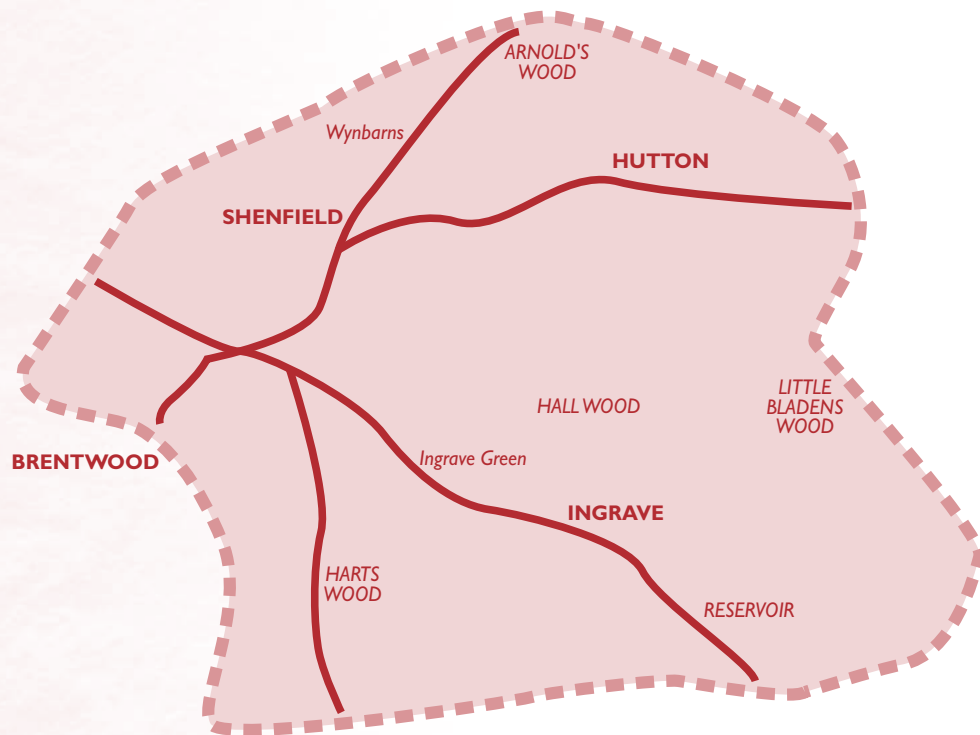 ARNOLD'S
WOOD
Wynbarns
HUTTON
SHENFIELD
LITTLE
BLADENS
WOOD
HALL WOOD
Ingrave Green
BRENTWOOD
INGRAVE
HARTS
WOOD
RESERVOIR